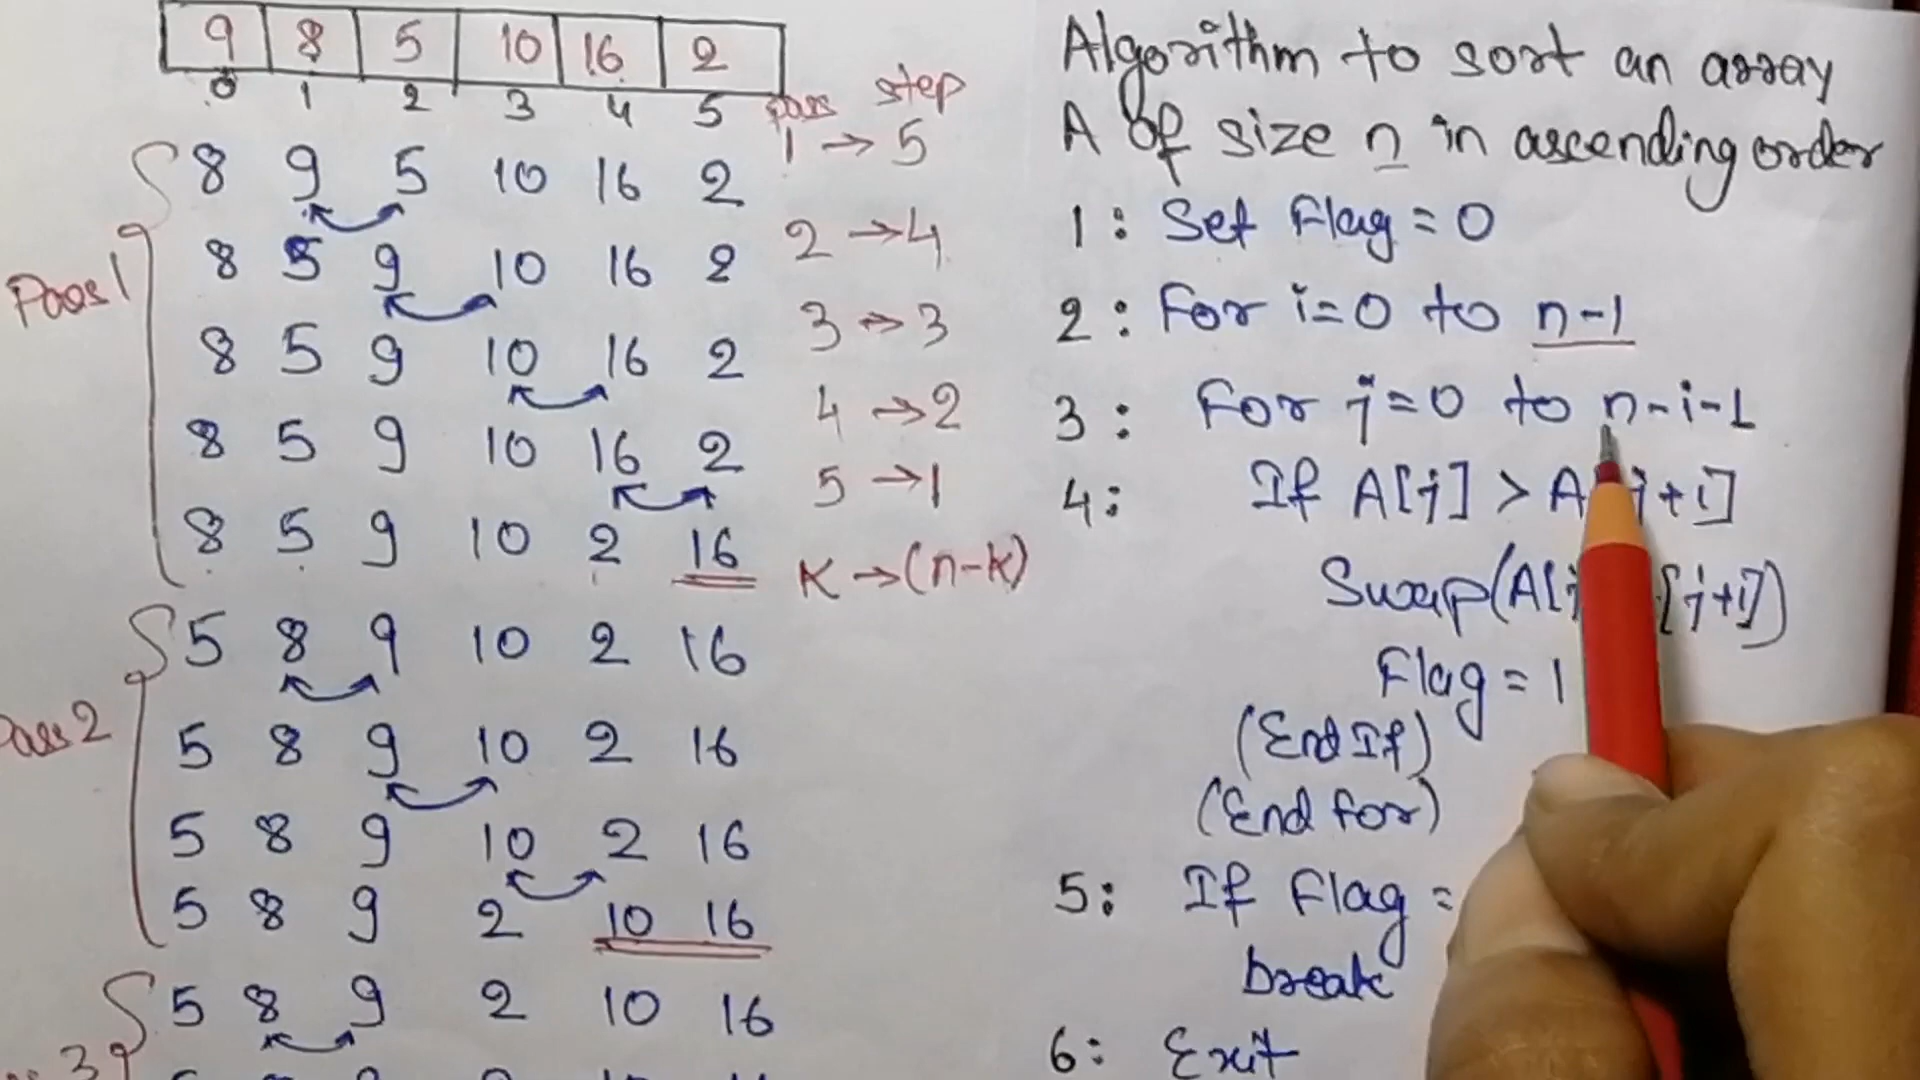 9 8 5 10 16 2
0 1 2 3 4 5
Pass 1
8 9 5 10 16 2
8 5 9 10 16 2
8 5 9 10 16 2
8 5 9 10 16 2
8 5 9 10 2 16
Pass 2
5 8 9 10 2 16
5 8 9 10 2 16
5 8 9 10 2 16
5 8 9 2 10 16
3
5 8 9 2 10 16
pass step
1 → 5
2 → 4
3 → 3
4 → 2
5 → 1
K → (n-k)
Algorithm to sort an array
A of size n in ascending order
1: Set Flag = 0
2: For i=0 to n-1
3: For j=0 to n-i-1
4: If A[j] > A j+1]
Swap(A[j [j+1])
Flag = 1
(End If)
(End for)
5: If Flag =
break
6: Exit